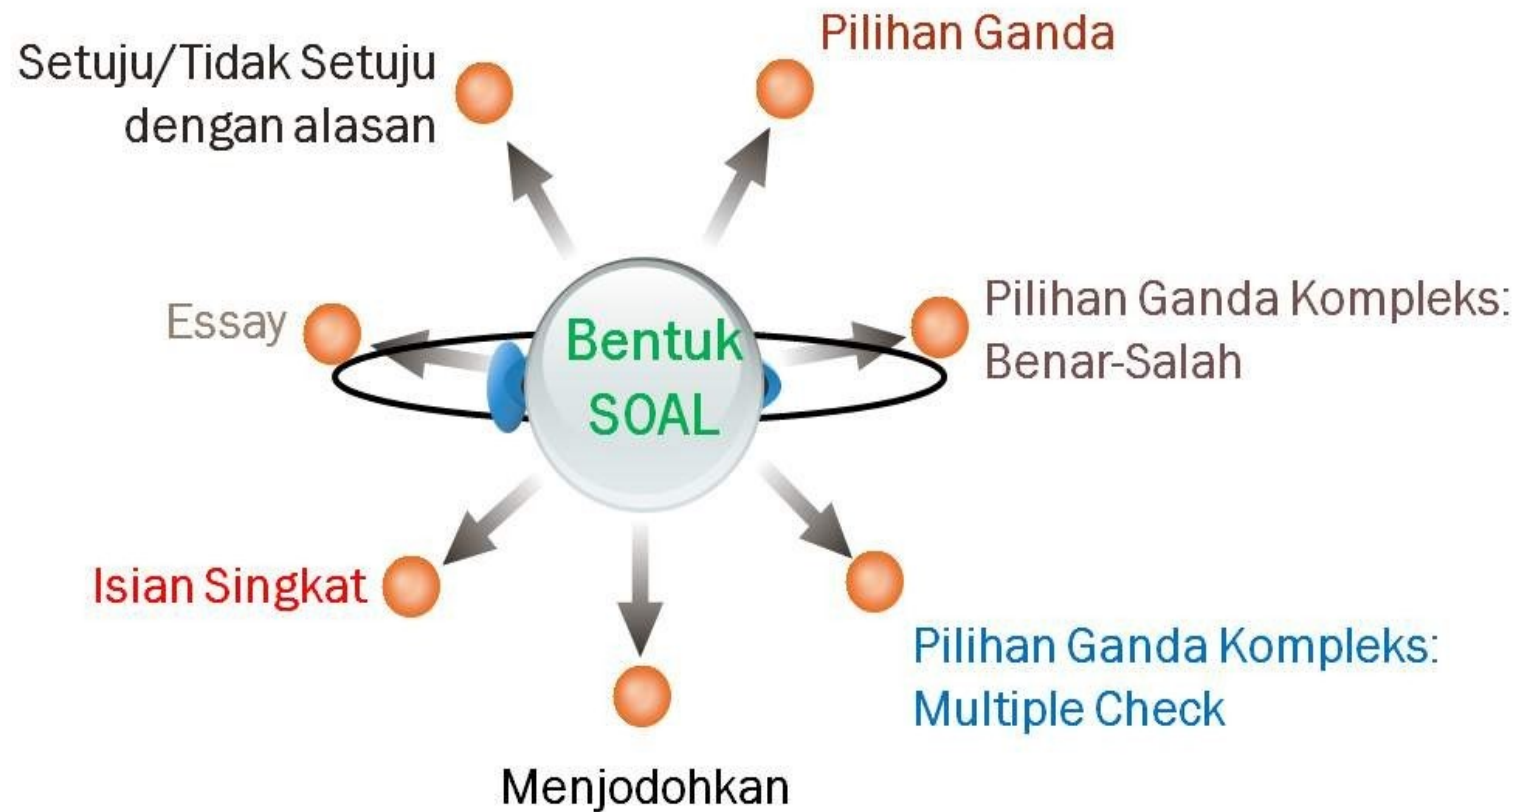 Setuju/Tidak Setuju
dengan alasan
Pilihan Ganda
Essay
Bentuk
SOAL
Pilihan Ganda Kompleks:
Benar-Salah
Isian Singkat
Pilihan Ganda Kompleks:
Multiple Check
Menjodohkan